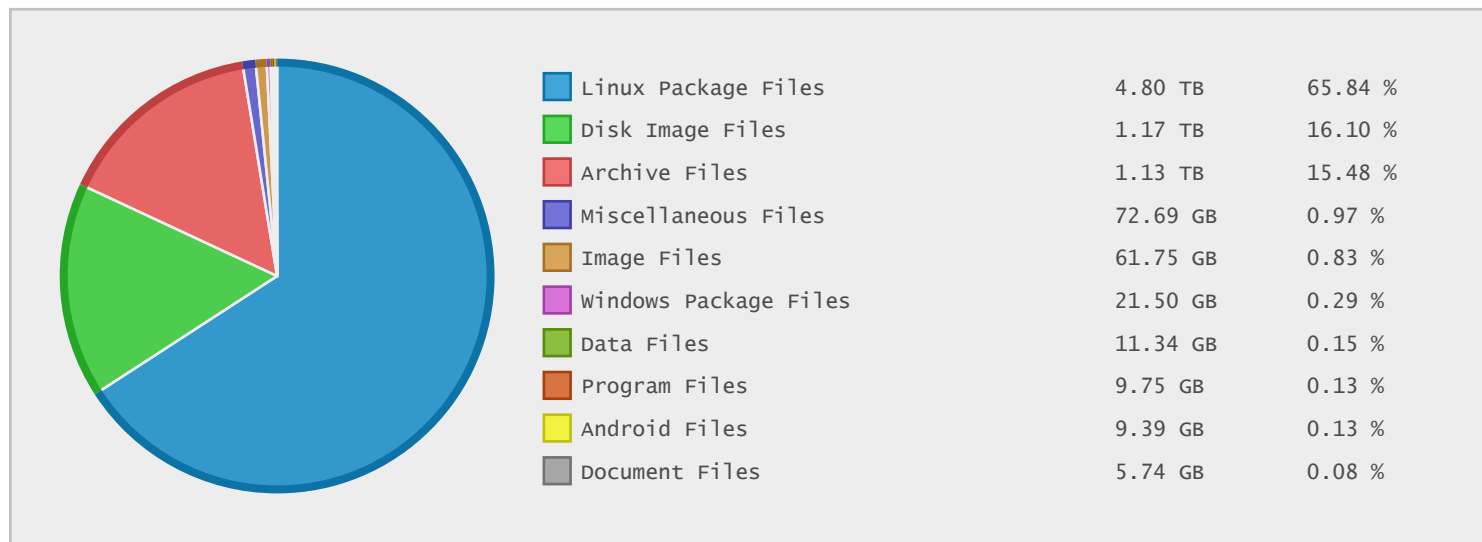 Linux Package Files 4.80 TB 65.84 %
Disk Image Files 1.17 TB 16.10 %
Archive Files 1.13 TB 15.48 %
Miscellaneous Files 72.69 GB 0.97 %
Image Files 61.75 GB 0.83 %
Windows Package Files 21.50 GB 0.29 %
Data Files 11.34 GB 0.15 %
Program Files 9.75 GB 0.13 %
Android Files 9.39 GB 0.13 %
Document Files 5.74 GB 0.08 %